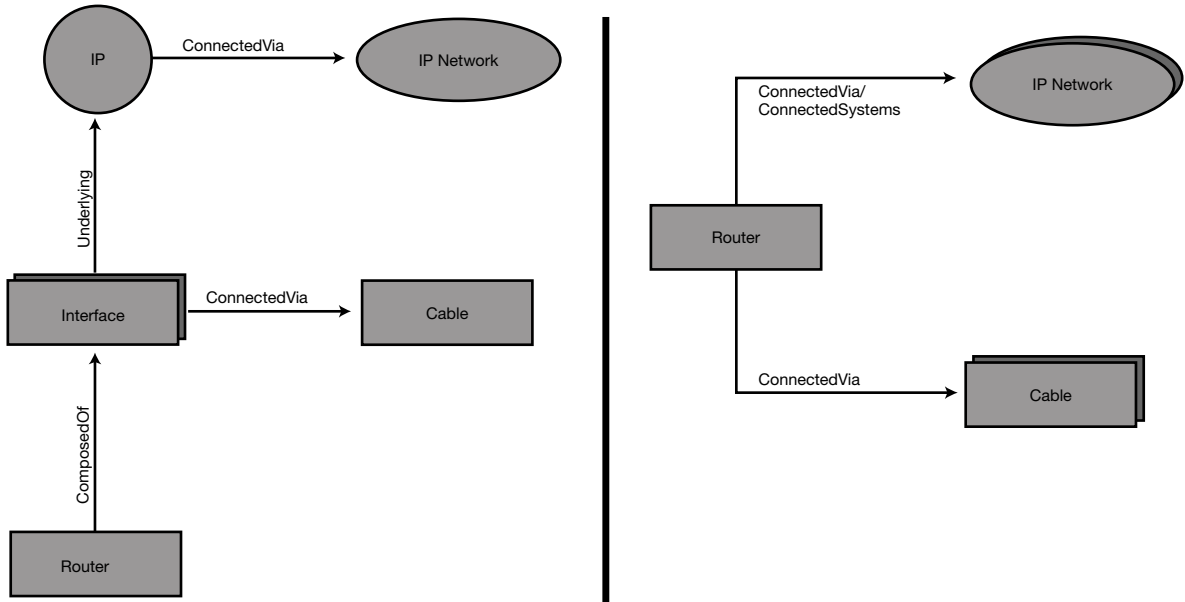 IP
ConnectedVia
IP Network
Underlying
Interface
ConnectedVia
Cable
ComposedOf
Router
ConnectedVia/
ConnectedSystems
IP Network
Router
ConnectedVia
Cable